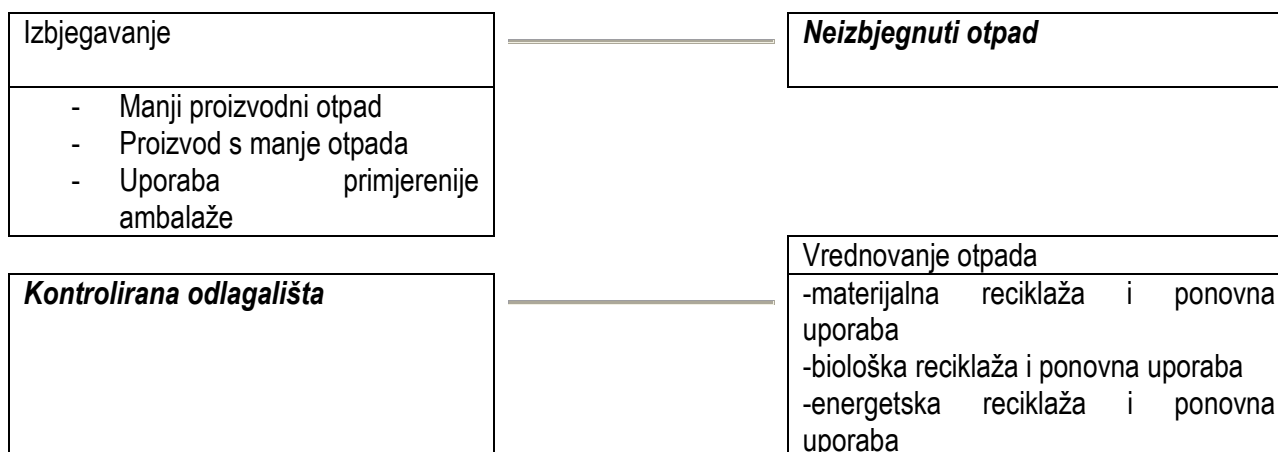 Izbjegavanje
- Manji proizvodni otpad
- Proizvod s manje otpada
- Uporaba primjerenije
ambalaže
Neizbjegnuti otpad
Kontrolirana odlagališta
Vrednovanje otpada
-materijalna reciklaža i ponovna
uporaba
-biološka reciklaža i ponovna uporaba
-energetska reciklaža i ponovna
uporaba